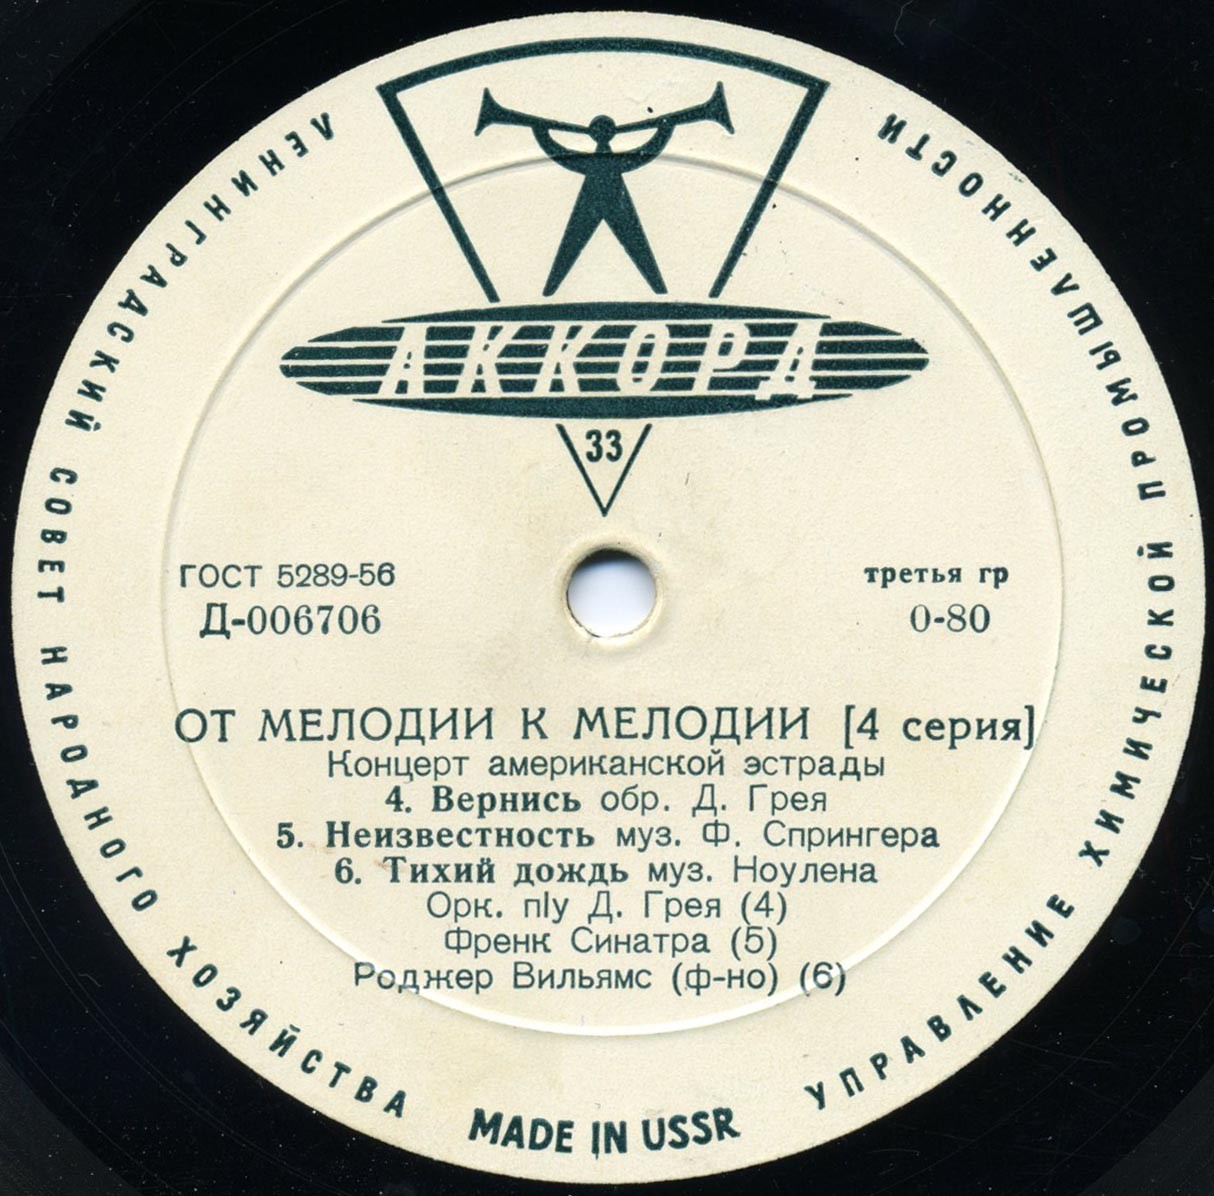 ЛЕНИНГРАДСКИЙ СОВЕТ НАРОДНОГО ХОЗЯЙСТВА
УПРАВЛЕНИЕ ХИМИЧЕСКОЙ ПРОМЫШЛЕННОСТИ
АККОРД
33
ГОСТ 5289-56
третья гр
Д-006706
0-80
ОТ МЕЛОДИИ К МЕЛОДИИ [4 серия]
Концерт американской эстрады
4. Вернись обр. Д. Грея
5. Неизвестность муз. Ф. Спрингера
6. Тихий дождь муз. Ноулена
Орк. п/у Д. Грея (4)
Френк Синатра (5)
Роджер Вильямс (ф-но) (6)
MADE IN USSR